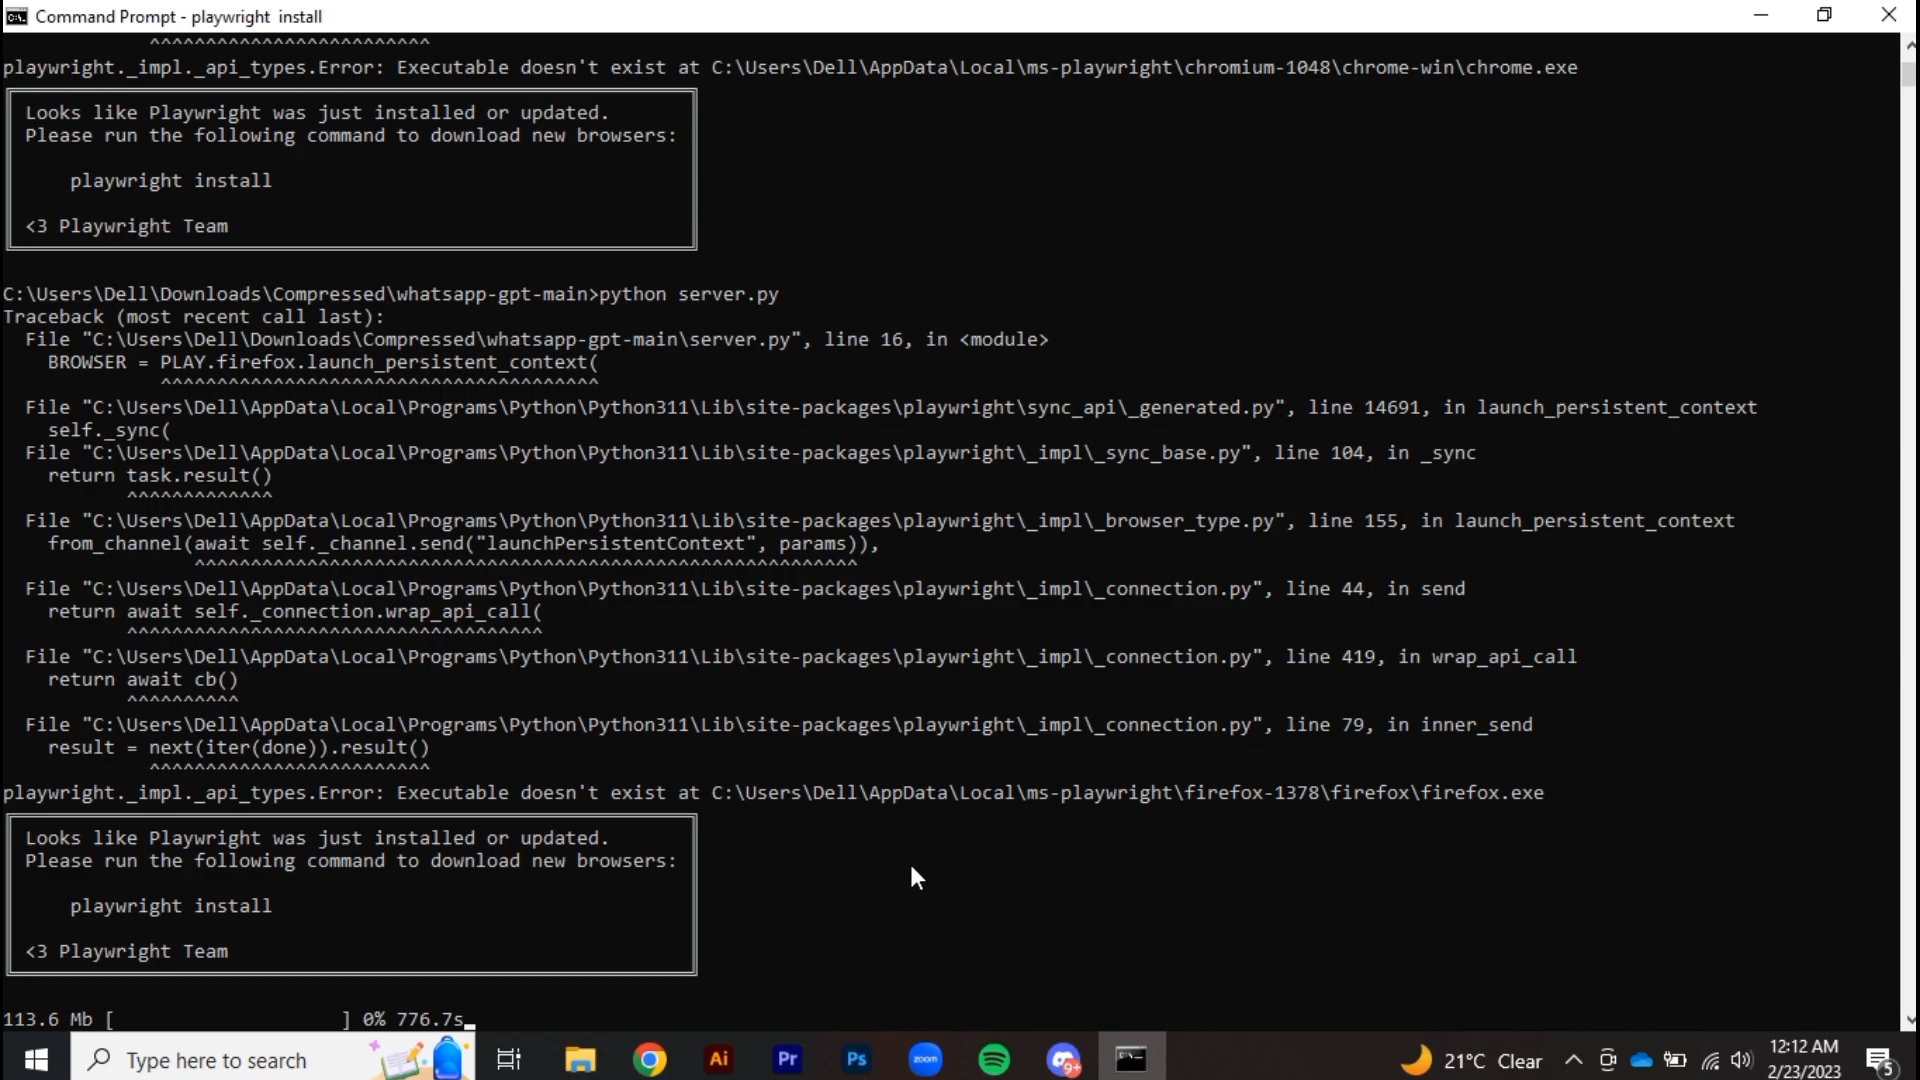 Command Prompt - playwright  install
^^^^^^^^^^^^^^^^^^^^^^^^^
playwright._impl._api_types.Error: Executable doesn't exist at C:\Users\Dell\AppData\Local\ms-playwright\chromium-1048\chrome-win\chrome.exe
Looks like Playwright was just installed or updated.
Please run the following command to download new browsers:
playwright install
<3 Playwright Team
C:\Users\Dell\Downloads\Compressed\whatsapp-gpt-main>python server.py
Traceback (most recent call last):
File "C:\Users\Dell\Downloads\Compressed\whatsapp-gpt-main\server.py", line 16, in <module>
BROWSER = PLAY.firefox.launch_persistent_context(
^^^^^^^^^^^^^^^^^^^^^^^^^^^^^^^^^^^^^^^
File "C:\Users\Dell\AppData\Local\Programs\Python\Python311\Lib\site-packages\playwright\sync_api\_generated.py", line 14691, in launch_persistent_context
self._sync(
File "C:\Users\Dell\AppData\Local\Programs\Python\Python311\Lib\site-packages\playwright\_impl\_sync_base.py", line 104, in _sync
return task.result()
^^^^^^^^^^^^^
File "C:\Users\Dell\AppData\Local\Programs\Python\Python311\Lib\site-packages\playwright\_impl\_browser_type.py", line 155, in launch_persistent_context
from_channel(await self._channel.send("launchPersistentContext", params)),
^^^^^^^^^^^^^^^^^^^^^^^^^^^^^^^^^^^^^^^^^^^^^^^^^^^^^^^^^^^
File "C:\Users\Dell\AppData\Local\Programs\Python\Python311\Lib\site-packages\playwright\_impl\_connection.py", line 44, in send
return await self._connection.wrap_api_call(
^^^^^^^^^^^^^^^^^^^^^^^^^^^^^^^^^^^^^
File "C:\Users\Dell\AppData\Local\Programs\Python\Python311\Lib\site-packages\playwright\_impl\_connection.py", line 419, in wrap_api_call
return await cb()
^^^^^^^^^^
File "C:\Users\Dell\AppData\Local\Programs\Python\Python311\Lib\site-packages\playwright\_impl\_connection.py", line 79, in inner_send
result = next(iter(done)).result()
^^^^^^^^^^^^^^^^^^^^^^^^^
playwright._impl._api_types.Error: Executable doesn't exist at C:\Users\Dell\AppData\Local\ms-playwright\firefox-1378\firefox\firefox.exe
Looks like Playwright was just installed or updated.
Please run the following command to download new browsers:
playwright install
<3 Playwright Team
113.6 Mb [                    ] 0% 776.7s
Type here to search
Ai
Pr
Ps
zoom
9+
21°C Clear
12:12 AM
2/23/2023
5